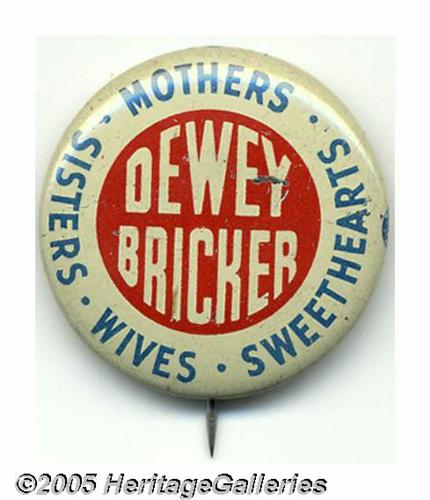 MOTHERS · SWEETHEARTS · WIVES · SISTERS ·
DEWEY
BRICKER
©2005 HeritageGalleries